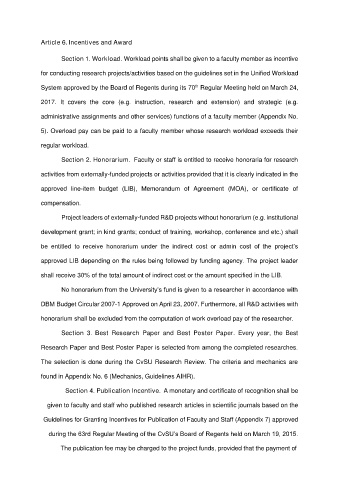 Article 6. Incentives and Award
Section 1. Workload. Workload points shall be given to a faculty member as incentive
for conducting research projects/activities based on the guidelines set in the Unified Workload
System approved by the Board of Regents during its 70th Regular Meeting held on March 24,
2017. It covers the core (e.g. instruction, research and extension) and strategic (e.g.
administrative assignments and other services) functions of a faculty member (Appendix No.
5). Overload pay can be paid to a faculty member whose research workload exceeds their
regular workload.
Section 2. Honorarium. Faculty or staff is entitled to receive honoraria for research
activities from externally-funded projects or activities provided that it is clearly indicated in the
approved line-item budget (LIB), Memorandum of Agreement (MOA), or certificate of
compensation.
Project leaders of externally-funded R&D projects without honorarium (e.g. institutional
development grant; in kind grants; conduct of training, workshop, conference and etc.) shall
be entitled to receive honorarium under the indirect cost or admin cost of the project's
approved LIB depending on the rules being followed by funding agency. The project leader
shall receive 30% of the total amount of indirect cost or the amount specified in the LIB.
No honorarium from the University's fund is given to a researcher in accordance with
DBM Budget Circular 2007-1 Approved on April 23, 2007. Furthermore, all R&D activities with
honorarium shall be excluded from the computation of work overload pay of the researcher.
Section 3. Best Research Paper and Best Poster Paper. Every year, the Best
Research Paper and Best Poster Paper is selected from among the completed researches.
The selection is done during the CvSU Research Review. The criteria and mechanics are
found in Appendix No. 6 (Mechanics, Guidelines AIHR).
Section 4. Publication Incentive. A monetary and certificate of recognition shall be
given to faculty and staff who published research articles in scientific journals based on the
Guidelines for Granting Incentives for Publication of Faculty and Staff (Appendix 7) approved
during the 63rd Regular Meeting of the CvSU's Board of Regents held on March 19, 2015.
The publication fee may be charged to the project funds, provided that the payment of